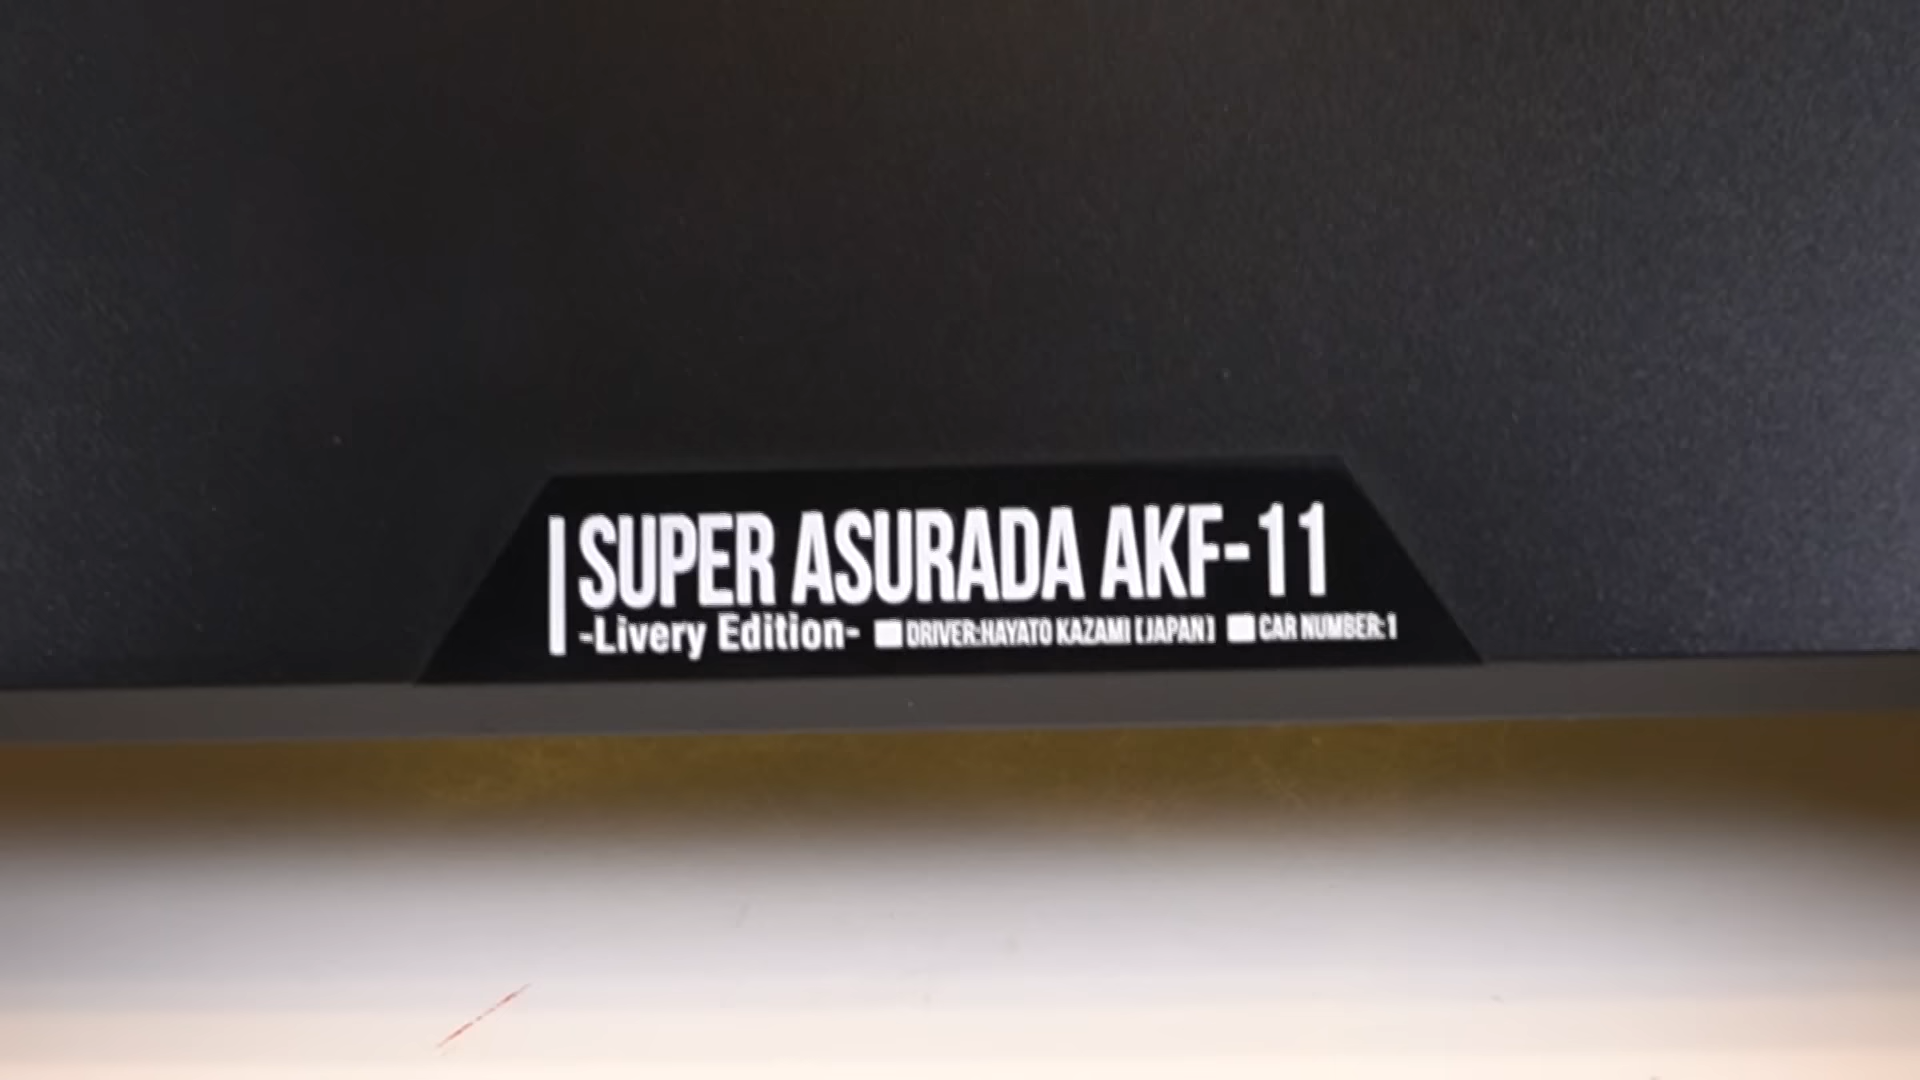 SUPER ASURADA AKF-11
-Livery Edition- ■DRIVER:HAYATO KAZAMI [JAPAN] ■CAR NUMBER:1